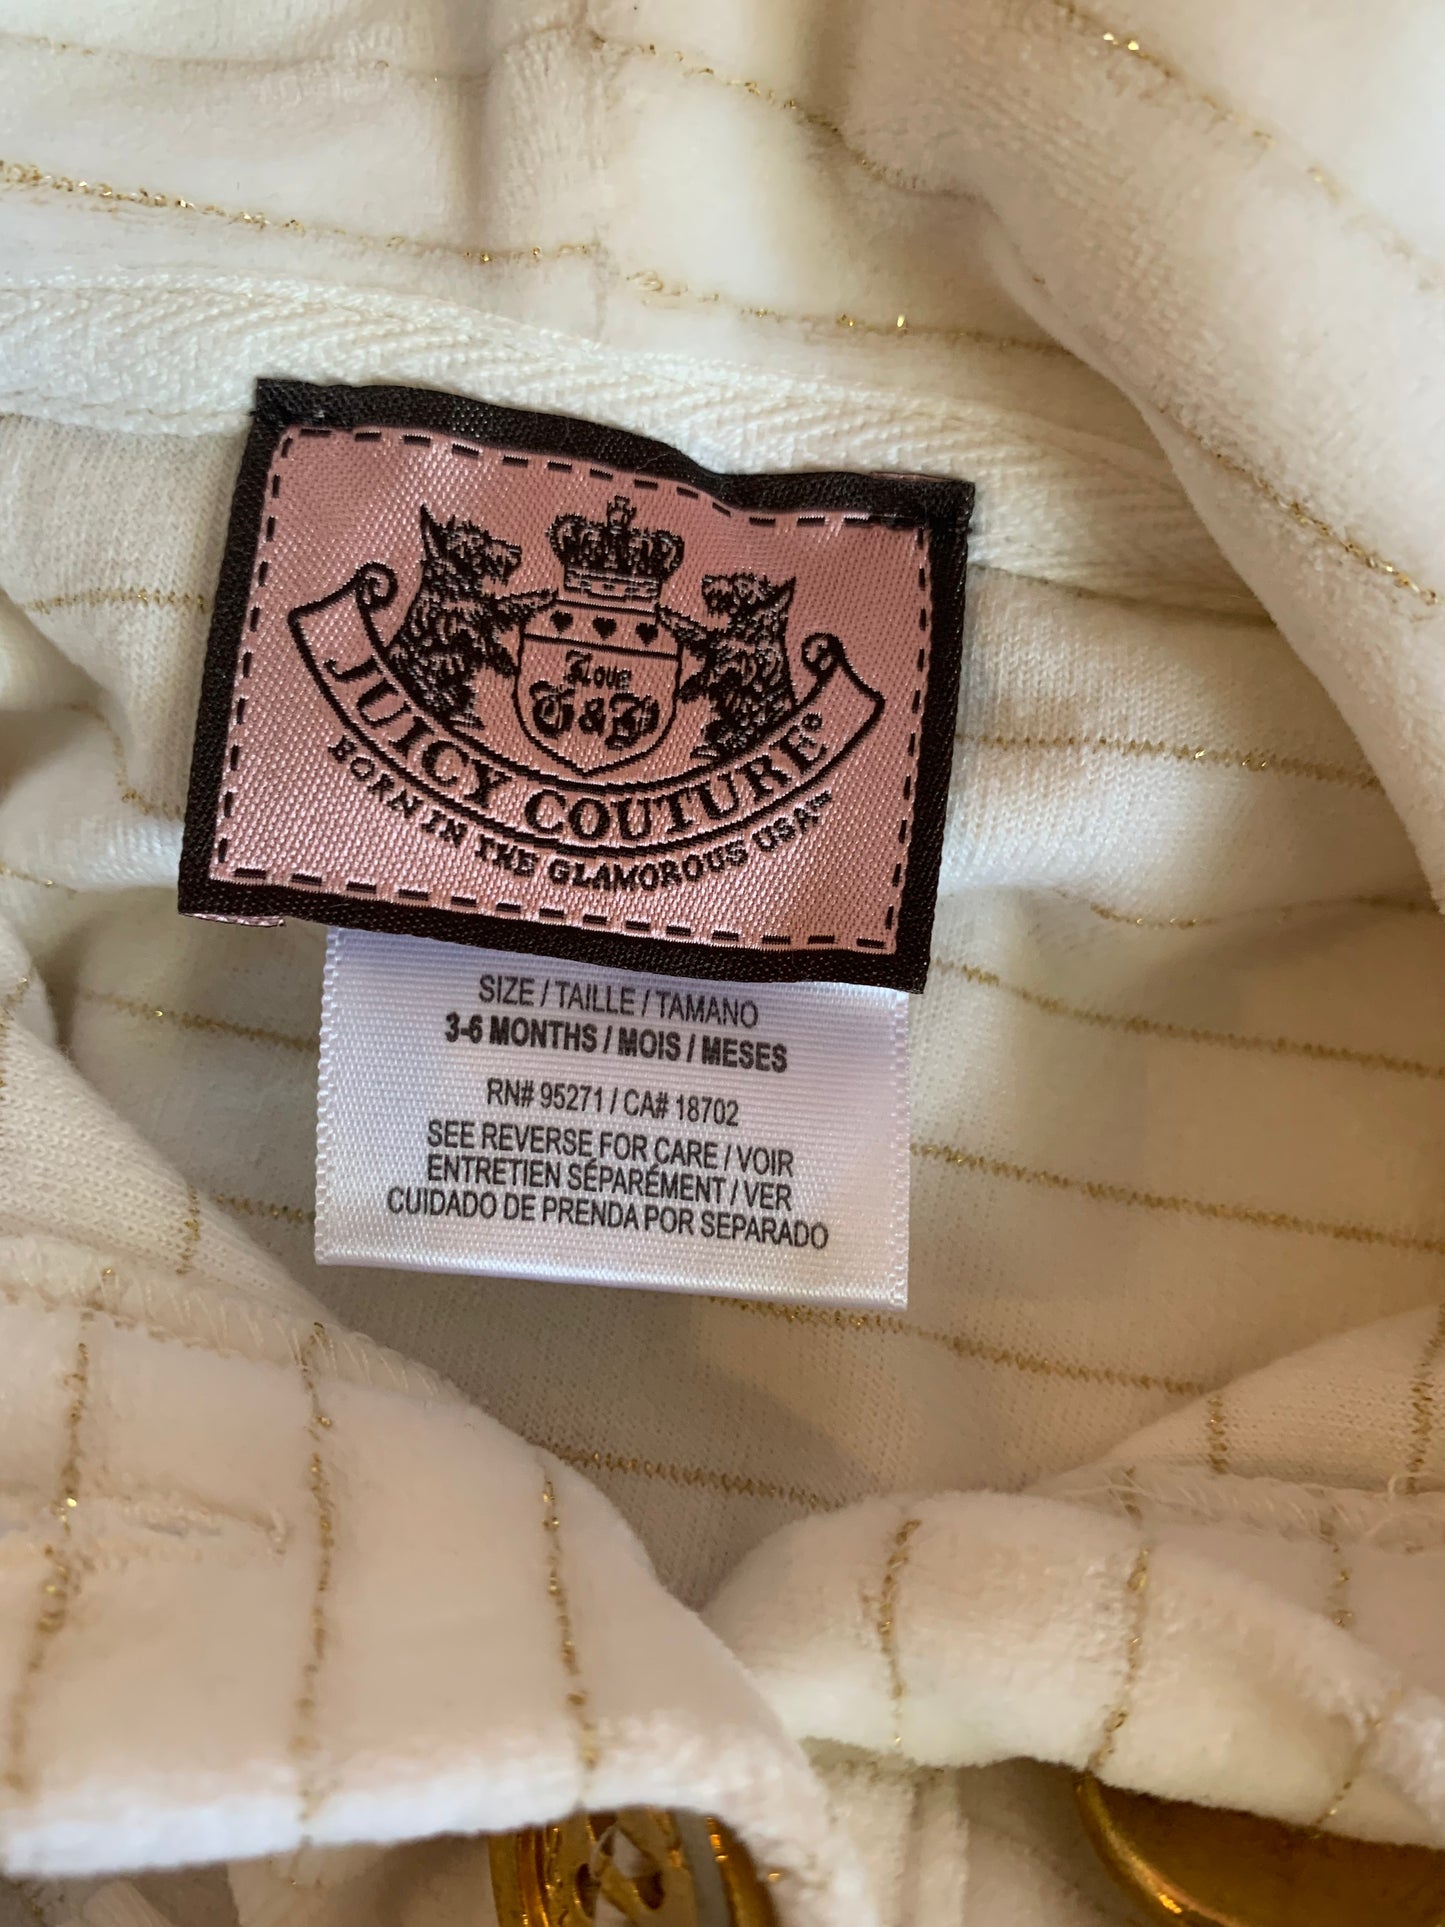 Love
G&P
JUICY COUTURE®
BORN IN THE GLAMOROUS USA™
SIZE / TAILLE / TAMANO
3-6 MONTHS / MOIS / MESES
RN# 95271 / CA# 18702
SEE REVERSE FOR CARE / VOIR
ENTRETIEN SÉPARÉMENT / VER
CUIDADO DE PRENDA POR SEPARADO